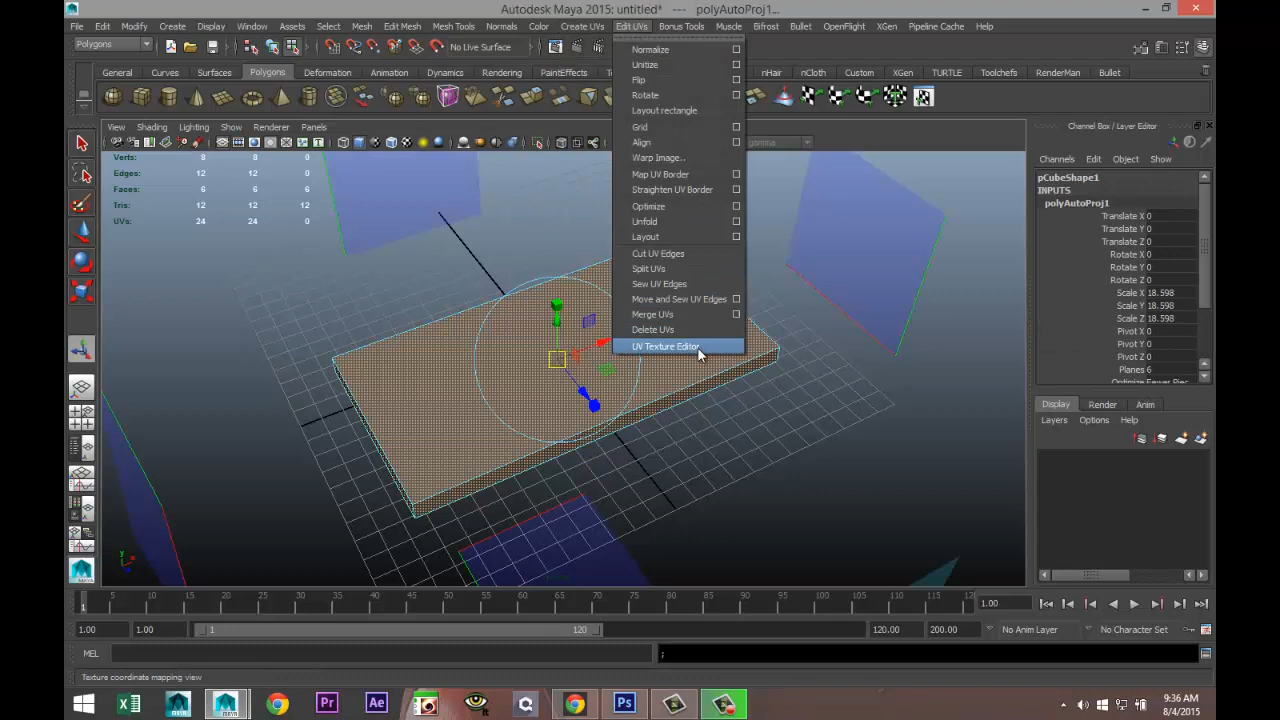 Autodesk Maya 2015: untitled* --- polyAutoProj1...
File Edit Modify Create Display Window Assets Select Mesh Edit Mesh Mesh Tools Normals Color Create UVs Edit UVs Bonus Tools Muscle Bifrost Bullet OpenFlight XGen Pipeline Cache Help
Polygons
No Live Surface
General Curves Surfaces Polygons Deformation Animation Dynamics Rendering PaintEffects nHair nCloth Custom XGen TURTLE Toolchefs RenderMan Bullet
View Shading Lighting Show Renderer Panels
gamma
Verts: 8 8 0
Edges: 12 12 0
Faces: 6 6 0
Tris: 12 12 0
UVs: 24 24 0
Normalize
Unitize
Flip
Rotate
Layout rectangle
Grid
Align
Warp Image...
Map UV Border
Straighten UV Border
Optimize
Unfold
Layout
Cut UV Edges
Split UVs
Sew UV Edges
Move and Sew UV Edges
Merge UVs
Delete UVs
UV Texture Editor
Channel Box / Layer Editor
Channels Edit Object Show
pCubeShape1
INPUTS
polyAutoProj1
Translate X 0
Translate Y 0
Translate Z 0
Rotate X 0
Rotate Y 0
Rotate Z 0
Scale X 18.598
Scale Y 18.598
Scale Z 18.598
Pivot X 0
Pivot Y 0
Pivot Z 0
Planes 6
Display Render Anim
Layers Options Help
y
x
1
5 10 15 20 25 30 35 40 45 50 55 60 65 70 75 80 85 90 95 100 105 110 115
1.00
1.00 1.00 1 120 120.00 200.00 No Anim Layer No Character Set
MEL ;
Texture coordinate mapping view
Pr Ae Ps
9:36 AM
8/4/2015